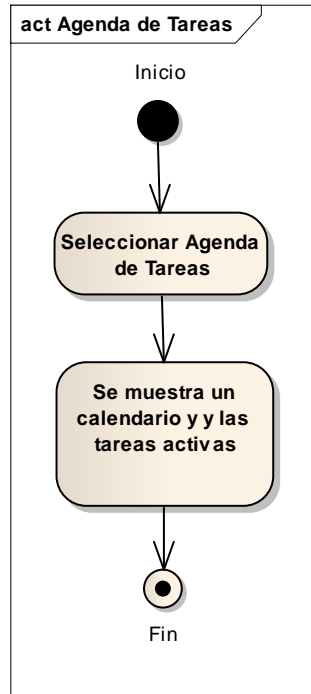 act Agenda de Tareas
Inicio
Seleccionar Agenda
de Tareas
Se muestra un
calendario y y las
tareas activas
Fin